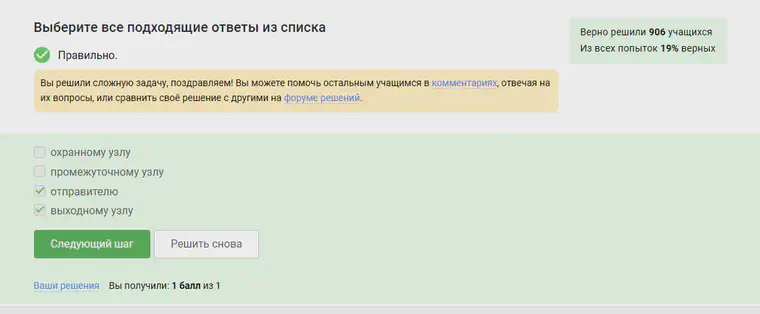 Выберите все подходящие ответы из списка
Верно решили 906 учащихся
Из всех попыток 19% верных
Правильно.
Вы решили сложную задачу, поздравляем! Вы можете помочь остальным учащимся в комментариях, отвечая на
их вопросы, или сравнить своё решение с другими на форуме решений.
охранному узлу
промежуточному узлу
отправителю
выходному узлу
Следующий шаг
Решить снова
Ваши решения Вы получили: 1 балл из 1